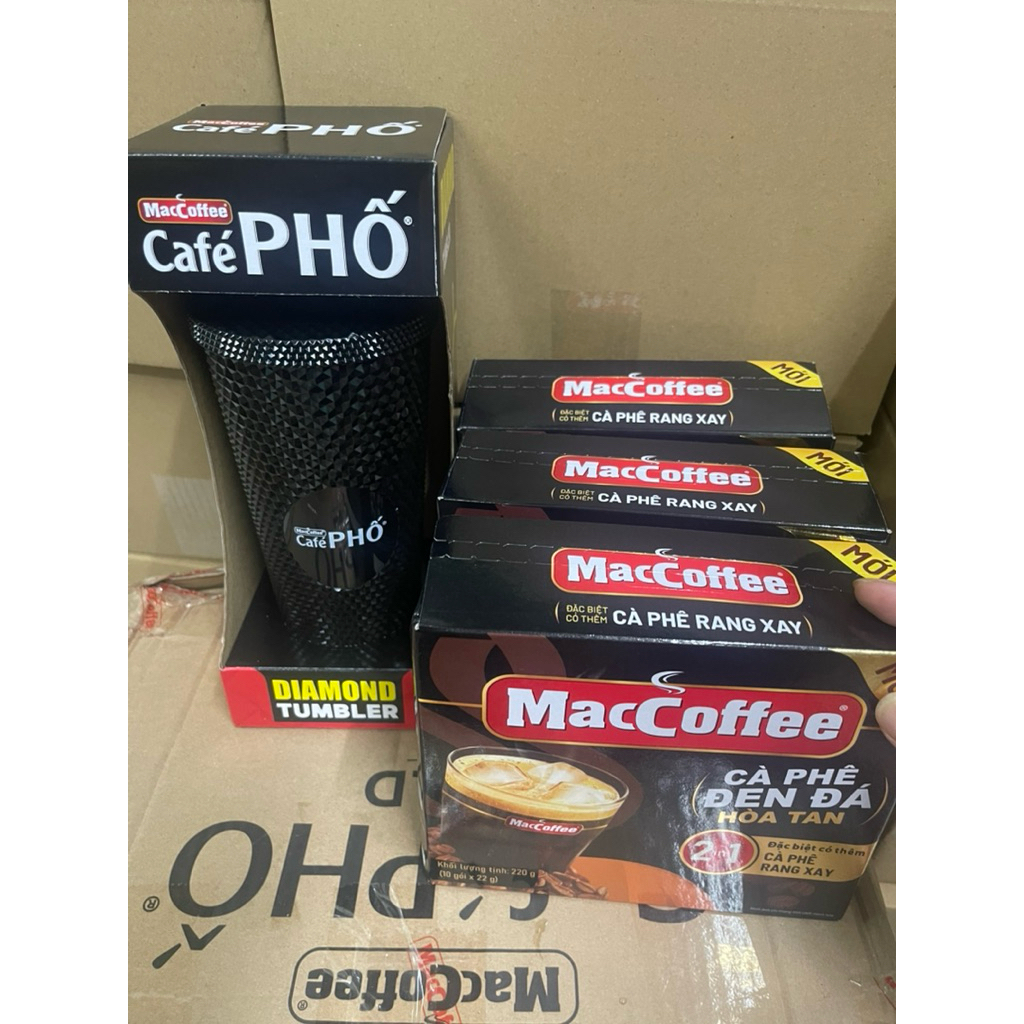 MacCoffee
Café PHỐ
MacCoffee
Café PHỐ®
MacCoffee
Café PHỐ
DIAMOND
TUMBLER
MỚI
MacCoffee
ĐẶC BIỆT
CÓ THÊM CÀ PHÊ RANG XAY
MỚI
MacCoffee
ĐẶC BIỆT
CÓ THÊM CÀ PHÊ RANG XAY
MỚI
MacCoffee
ĐẶC BIỆT
CÓ THÊM CÀ PHÊ RANG XAY
MacCoffee®
CÀ PHÊ
ĐEN ĐÁ
HÒA TAN
2in1
Đặc biệt có thêm
CÀ PHÊ
RANG XAY
MacCoffee
Khối lượng tịnh: 220 g
(10 gói x 22 g)
PHỐ®
MacCoffee®